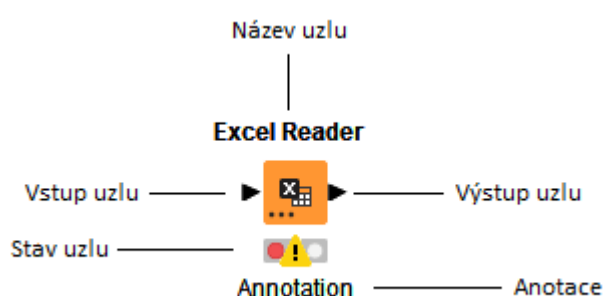 Název uzlu
Excel Reader
Vstup uzlu
Výstup uzlu
Stav uzlu
Annotation
Anotace